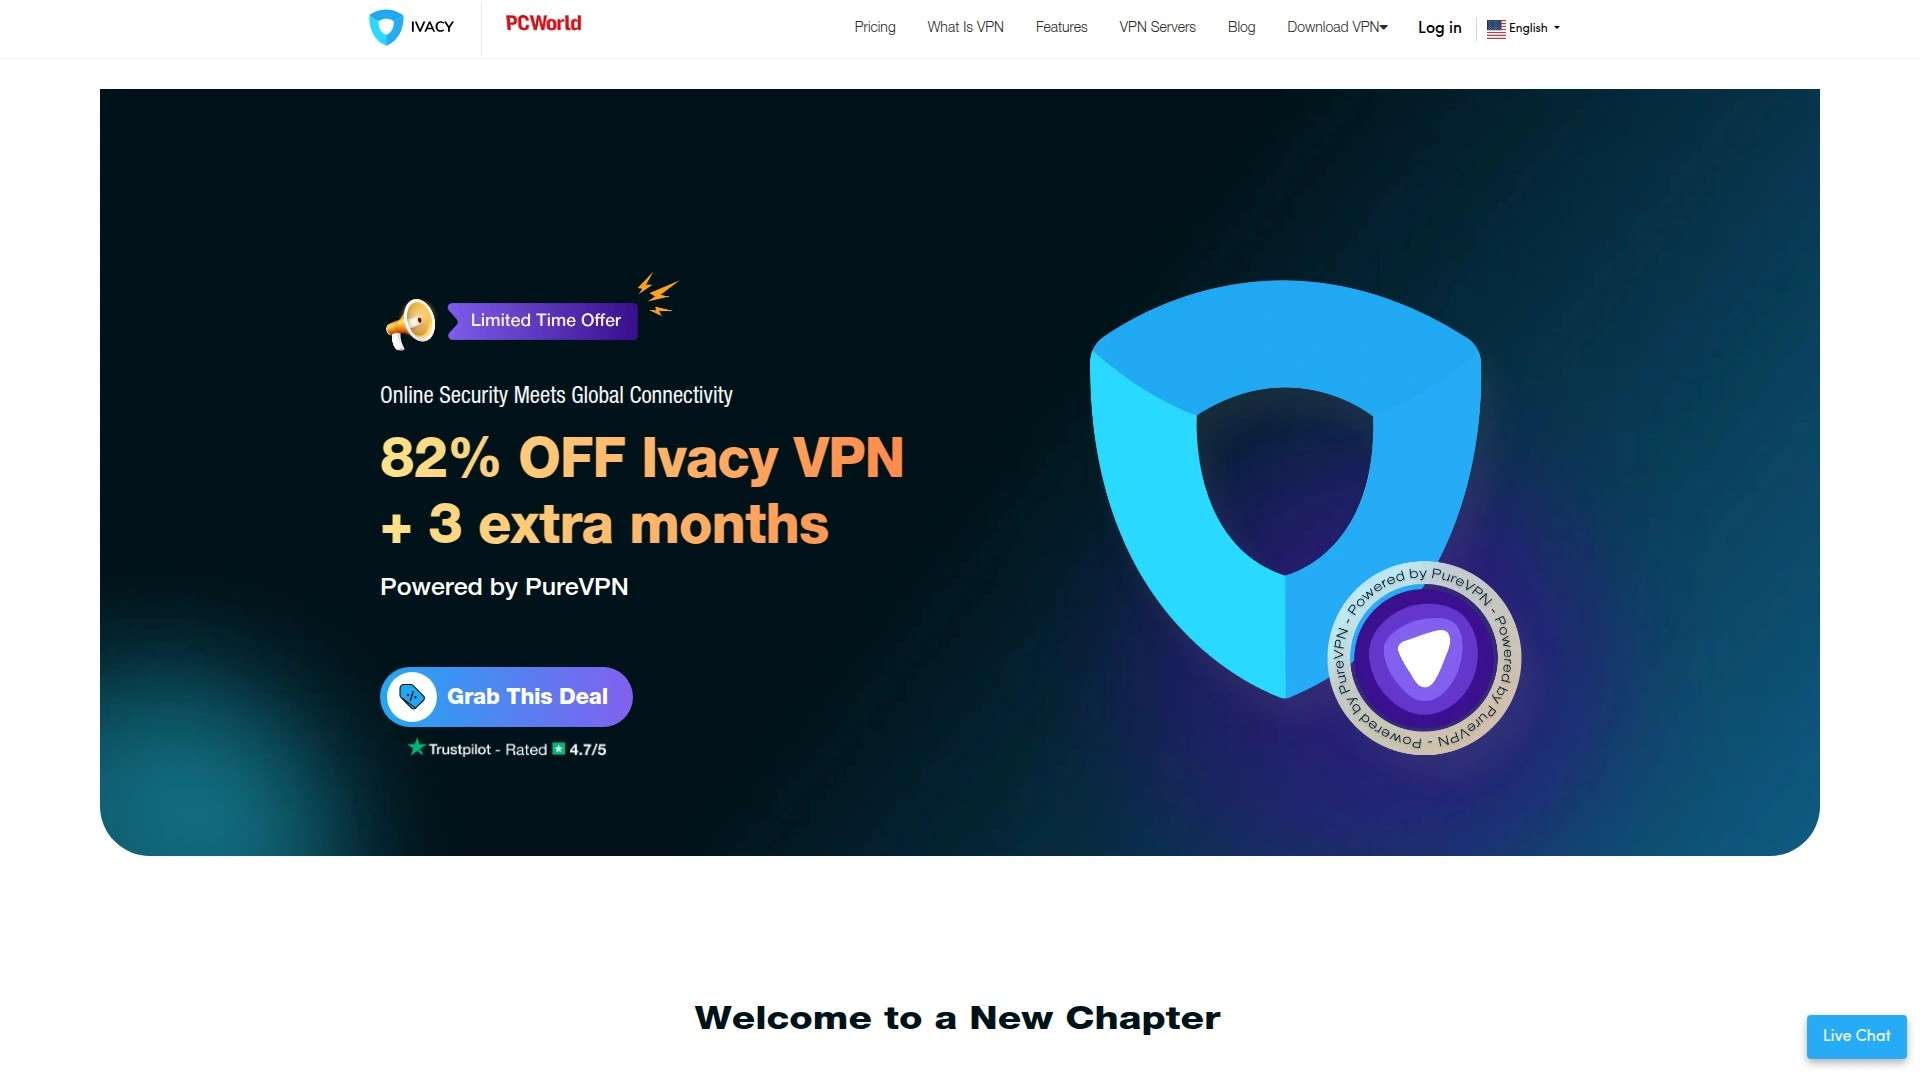 IVACY
PCWorld
Pricing
What Is VPN
Features
VPN Servers
Blog
Download VPN
Log in
English
Limited Time Offer
Online Security Meets Global Connectivity
82% OFF Ivacy VPN
+ 3 extra months
Powered by PureVPN
Grab This Deal
Trustpilot - Rated 4.7/5
Powered by PureVPN - Powered by PureVPN - Powered by PureVPN -
Welcome to a New Chapter
Live Chat